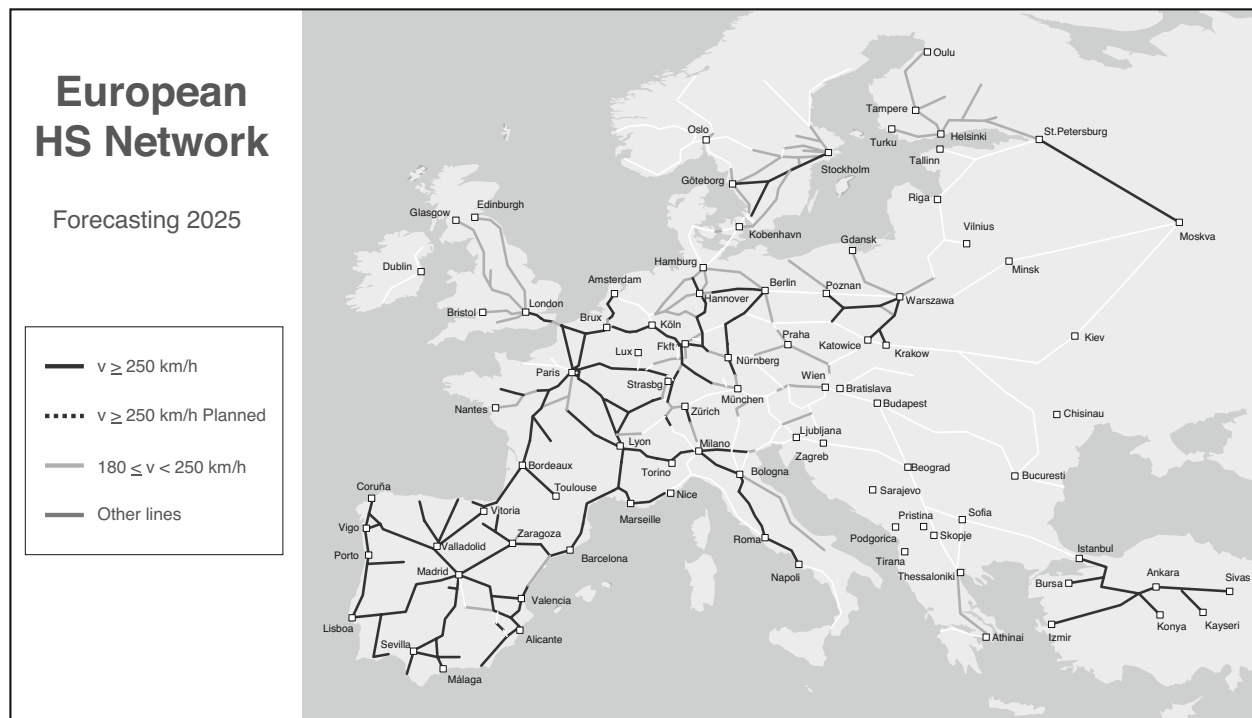 European
HS Network
Forecasting 2025
v ≥ 250 km/h
v ≥ 250 km/h Planned
180 ≤ v < 250 km/h
Other lines
Oulu
Tampere
Turku
Helsinki
Tallinn
St.Petersburg
Oslo
Stockholm
Göteborg
Riga
Vilnius
Moskva
Minsk
Glasgow
Edinburgh
Kobenhavn
Gdansk
Dublin
Hamburg
Amsterdam
Berlin
Poznan
Hannover
Warszawa
London
Bristol
Brux
Köln
Fkft
Praha
Katowice
Krakow
Kiev
Lux
Nürnberg
Paris
Strasbg
München
Wien
Bratislava
Budapest
Nantes
Zürich
Chisinau
Lyon
Milano
Ljubljana
Zagreb
Torino
Bologna
Beograd
Bucuresti
Bordeaux
Toulouse
Nice
Marseille
Sarajevo
Coruña
Vitoria
Vigo
Zaragoza
Pristina
Sofia
Podgorica
Skopje
Porto
Valladolid
Barcelona
Roma
Tirana
Istanbul
Madrid
Napoli
Thessaloniki
Bursa
Ankara
Sivas
Valencia
Lisboa
Alicante
Izmir
Konya
Kayseri
Sevilla
Athinai
Málaga